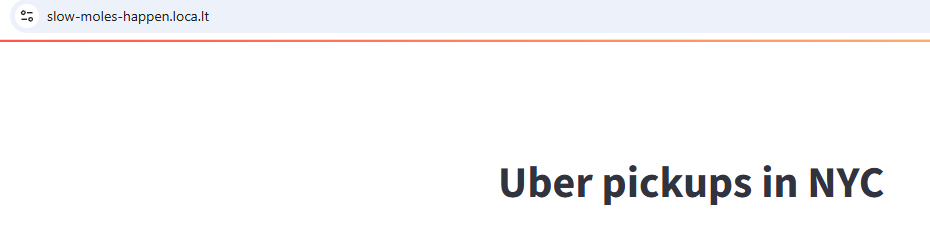 slow-moles-happen.loca.lt
Uber pickups in NYC